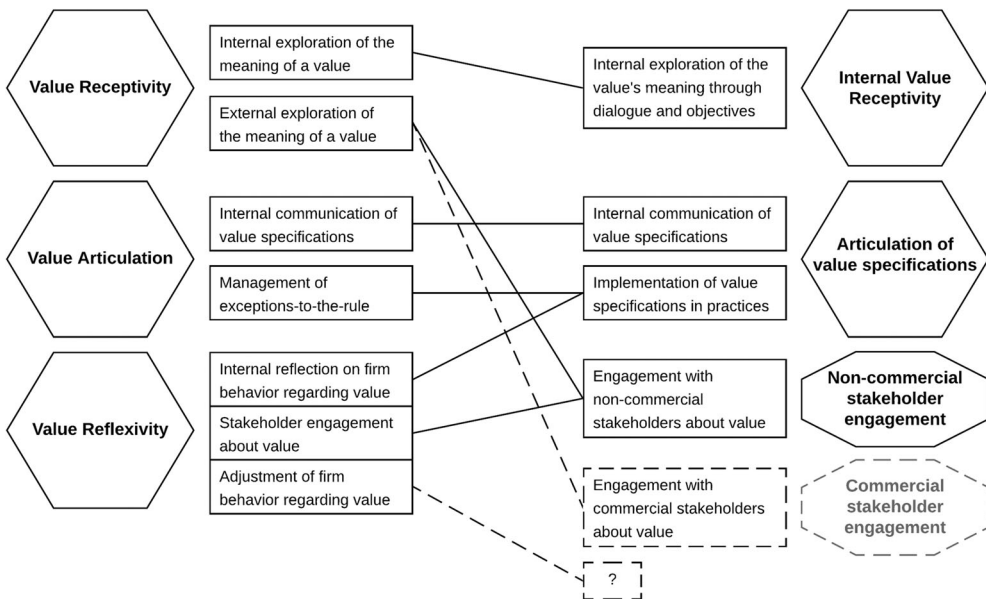 Value Receptivity
Internal exploration of the
meaning of a value
External exploration of
the meaning of a value
Internal exploration of the
value's meaning through
dialogue and objectives
Internal Value
Receptivity
Value Articulation
Internal communication of
value specifications
Management of
exceptions-to-the-rule
Internal communication of
value specifications
Implementation of value
specifications in practices
Articulation of
value specifications
Value Reflexivity
Internal reflection on firm
behavior regarding value
Stakeholder engagement
about value
Adjustment of firm
behavior regarding value
Engagement with
non-commercial
stakeholders about value
Non-commercial
stakeholder
engagement
Engagement with
commercial stakeholders
about value
Commercial
stakeholder
engagement
?